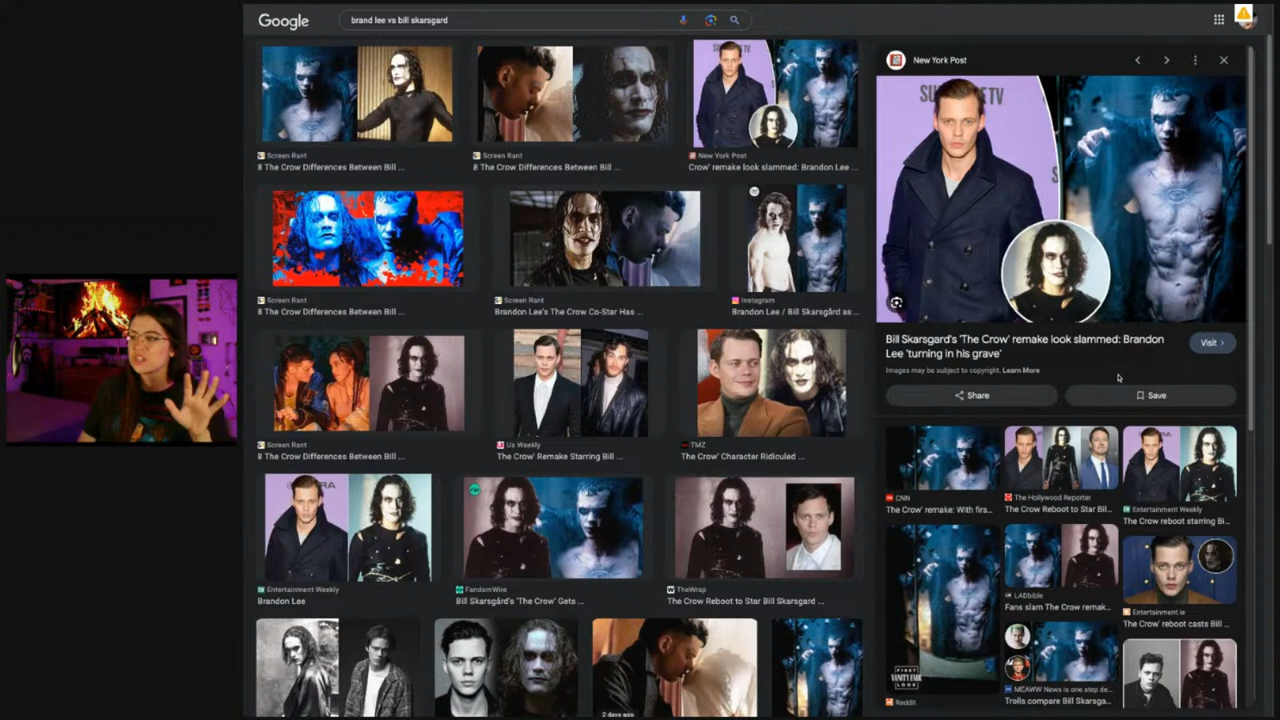 Google
brand lee vs bill skarsgard
Screen Rant
8 The Crow Differences Between Bill ...
Screen Rant
8 The Crow Differences Between Bill ...
New York Post
Crow' remake look slammed: Brandon Lee ...
Screen Rant
8 The Crow Differences Between Bill ...
Screen Rant
Brandon Lee's The Crow Co-Star Has ...
Instagram
Brandon Lee / Bill Skarsgård as ...
Screen Rant
8 The Crow Differences Between Bill ...
Us Weekly
The Crow' Remake Starring Bill ...
TMZ
The Crow' Character Ridiculed ...
Entertainment Weekly
Brandon Lee
FandomWire
Bill Skarsgård's 'The Crow' Gets ...
TheWrap
The Crow Reboot to Star Bill Skarsgard ...
2 days ago
New York Post
Bill Skarsgard's 'The Crow' remake look slammed: Brandon
Lee 'turning in his grave'
Visit
Images may be subject to copyright. Learn More
Share
Save
CNN
The Crow' remake: With firs...
The Hollywood Reporter
The Crow Reboot to Star Bil...
Entertainment Weekly
The Crow reboot starring Bi...
LADbible
Fans slam The Crow remak...
Entertainment.ie
The Crow' reboot casts Bill ...
FIRST
VANITY FAIR
LOOK
Reddit
MEAWW News is one step de...
Trolls compare Bill Skarsga...